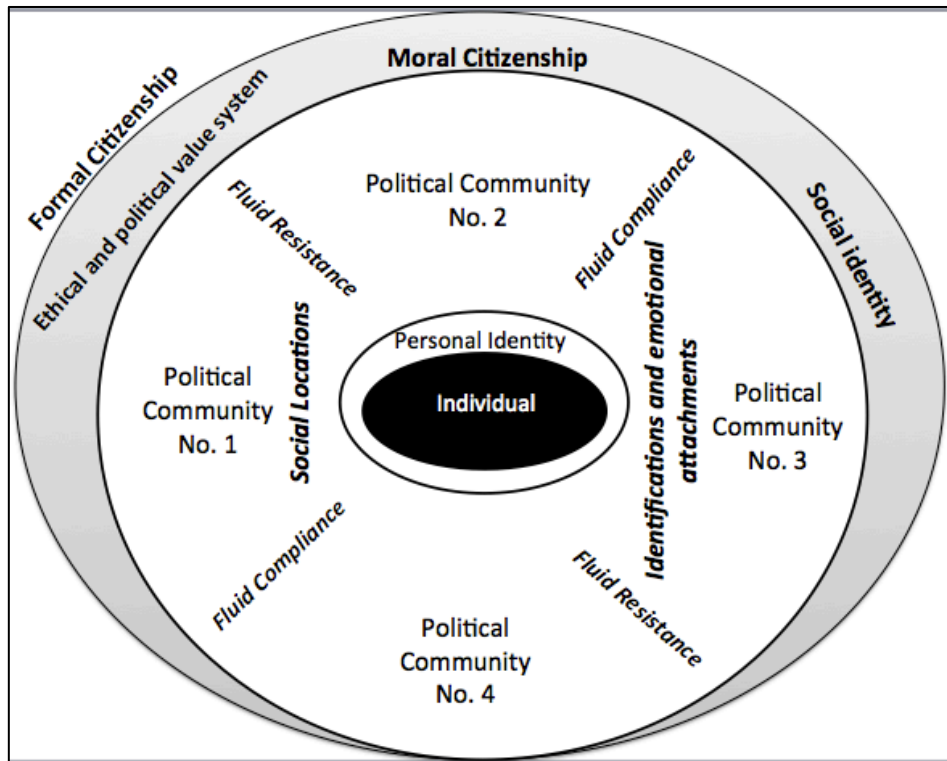 Formal Citizenship
Ethical and political value system
Moral Citizenship
Social identity
Fluid Resistance
Political Community
No. 2
Fluid Compliance
Political
Community
No. 1
Social Locations
Personal Identity
Individual
Identifications and emotional
attachments
Political
Community
No. 3
Fluid Compliance
Political
Community
No. 4
Fluid Resistance